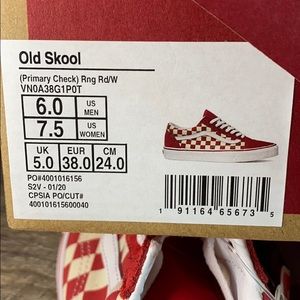 Old Skool
(Primary Check) Rng Rd/W
VN0A38G1P0T
6.0 US MEN
7.5 US WOMEN
UK EUR CM
5.0 38.0 24.0
PO#4001016156
S2V - 01/20
CPSIA PO/CUT#
400101615600040
1 91164 65673 5